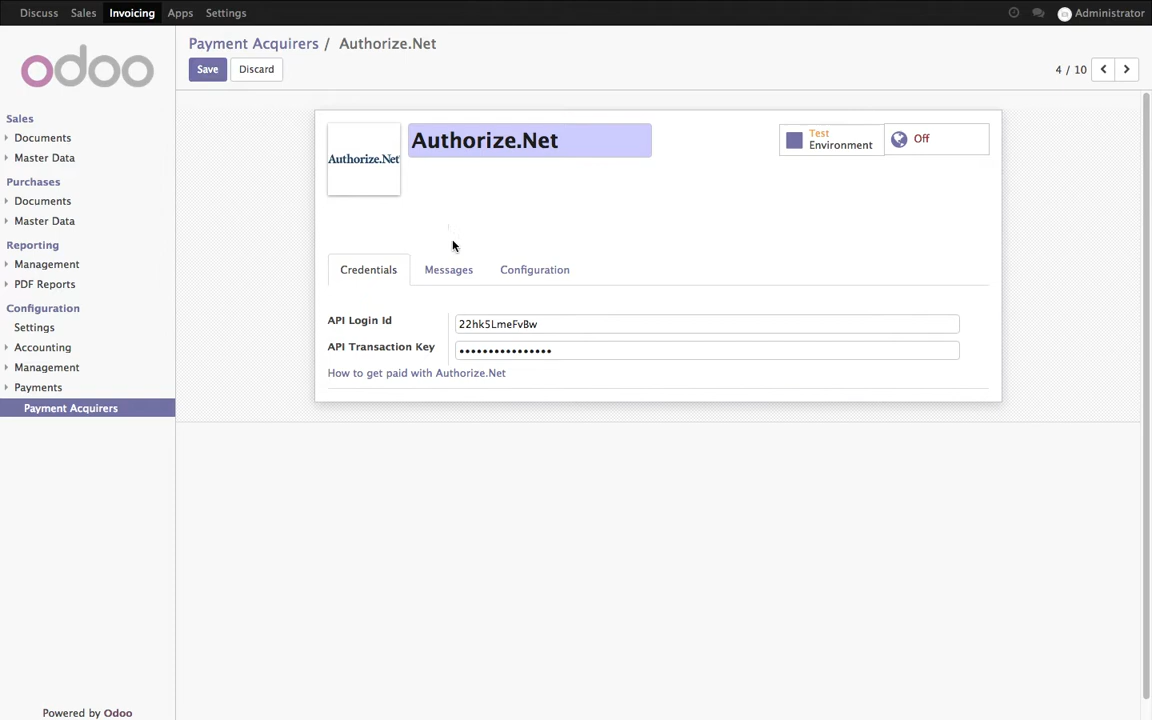 Discuss Sales Invoicing Apps Settings Administrator
odoo
Payment Acquirers / Authorize.Net
Save Discard 4 / 10
Sales
Documents
Master Data
Purchases
Documents
Master Data
Reporting
Management
PDF Reports
Configuration
Settings
Accounting
Management
Payments
Payment Acquirers
Powered by Odoo
Authorize.Net
Authorize.Net
Test
Environment
Off
Credentials Messages Configuration
API Login Id 22hk5LmeFvBw
API Transaction Key ••••••••••••••••
How to get paid with Authorize.Net